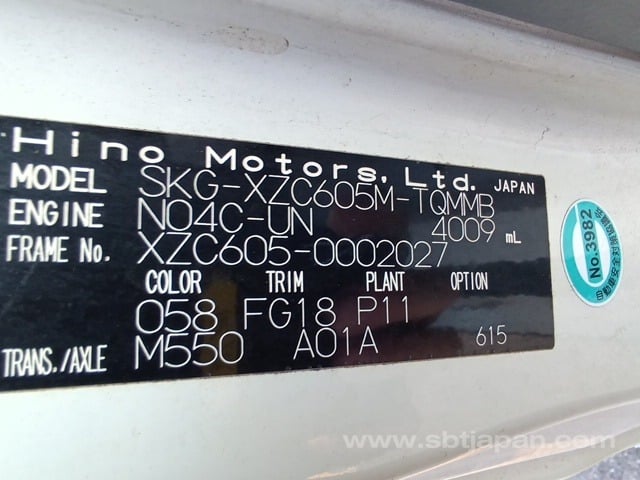 Hino Motors, Ltd. JAPAN
MODEL SKG-XZC605M-TQMMB
ENGINE N04C-UN 4009 mL
FRAME No. XZC605-0002027
COLOR TRIM PLANT OPTION
058 FG18 P11
TRANS./AXLE M550 A01A 615
No.3982
www.sbtjapan.com